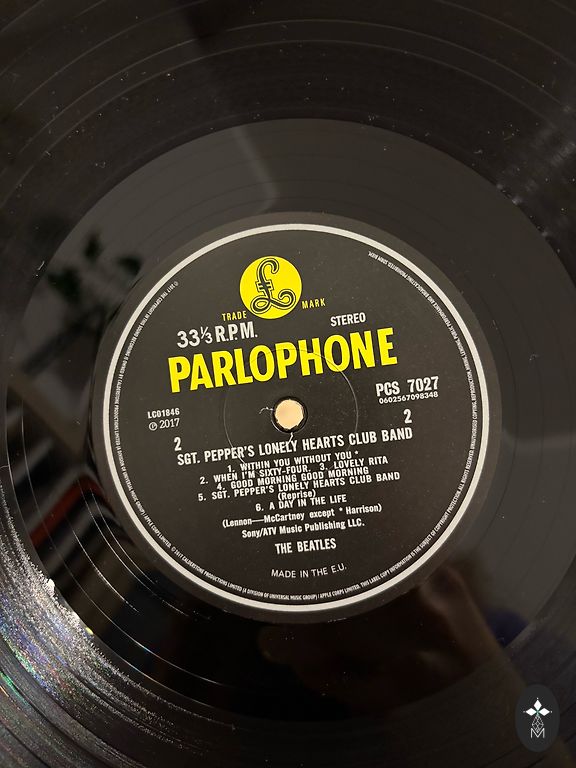 £
TRADE MARK
33⅓ R.P.M. STEREO
PARLOPHONE
LC01846 PCS 7027
℗ 2017 0602567098348
2 2
SGT. PEPPER'S LONELY HEARTS CLUB BAND
1. WITHIN YOU WITHOUT YOU *
2. WHEN I'M SIXTY-FOUR. 3. LOVELY RITA
4. GOOD MORNING GOOD MORNING
5. SGT. PEPPER'S LONELY HEARTS CLUB BAND
(Reprise)
6. A DAY IN THE LIFE
(Lennon—McCartney except * Harrison)
Sony/ATV Music Publishing LLC.
THE BEATLES
MADE IN THE E.U.